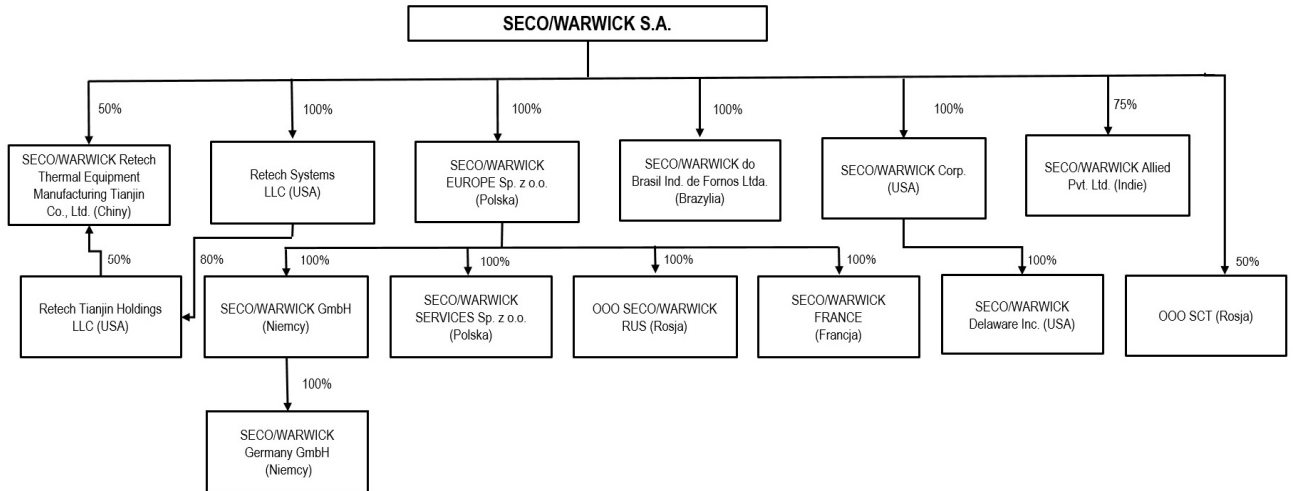 SECO/WARWICK S.A.
50%
100%
100%
100%
100%
75%
SECO/WARWICK Retech
Thermal Equipment
Manufacturing Tianjin
Co., Ltd. (Chiny)
Retech Systems
LLC (USA)
SECO/WARWICK
EUROPE Sp. z o.o.
(Polska)
SECO/WARWICK do
Brasil Ind. de Fornos Ltda.
(Brazylia)
SECO/WARWICK Corp.
(USA)
SECO/WARWICK Allied
Pvt. Ltd. (Indie)
50%
80%
100%
100%
100%
100%
100%
50%
Retech Tianjin Holdings
LLC (USA)
SECO/WARWICK GmbH
(Niemcy)
SECO/WARWICK
SERVICES Sp. z o.o.
(Polska)
OOO SECO/WARWICK
RUS (Rosja)
SECO/WARWICK
FRANCE
(Francja)
SECO/WARWICK
Delaware Inc. (USA)
OOO SCT (Rosja)
100%
SECO/WARWICK
Germany GmbH
(Niemcy)